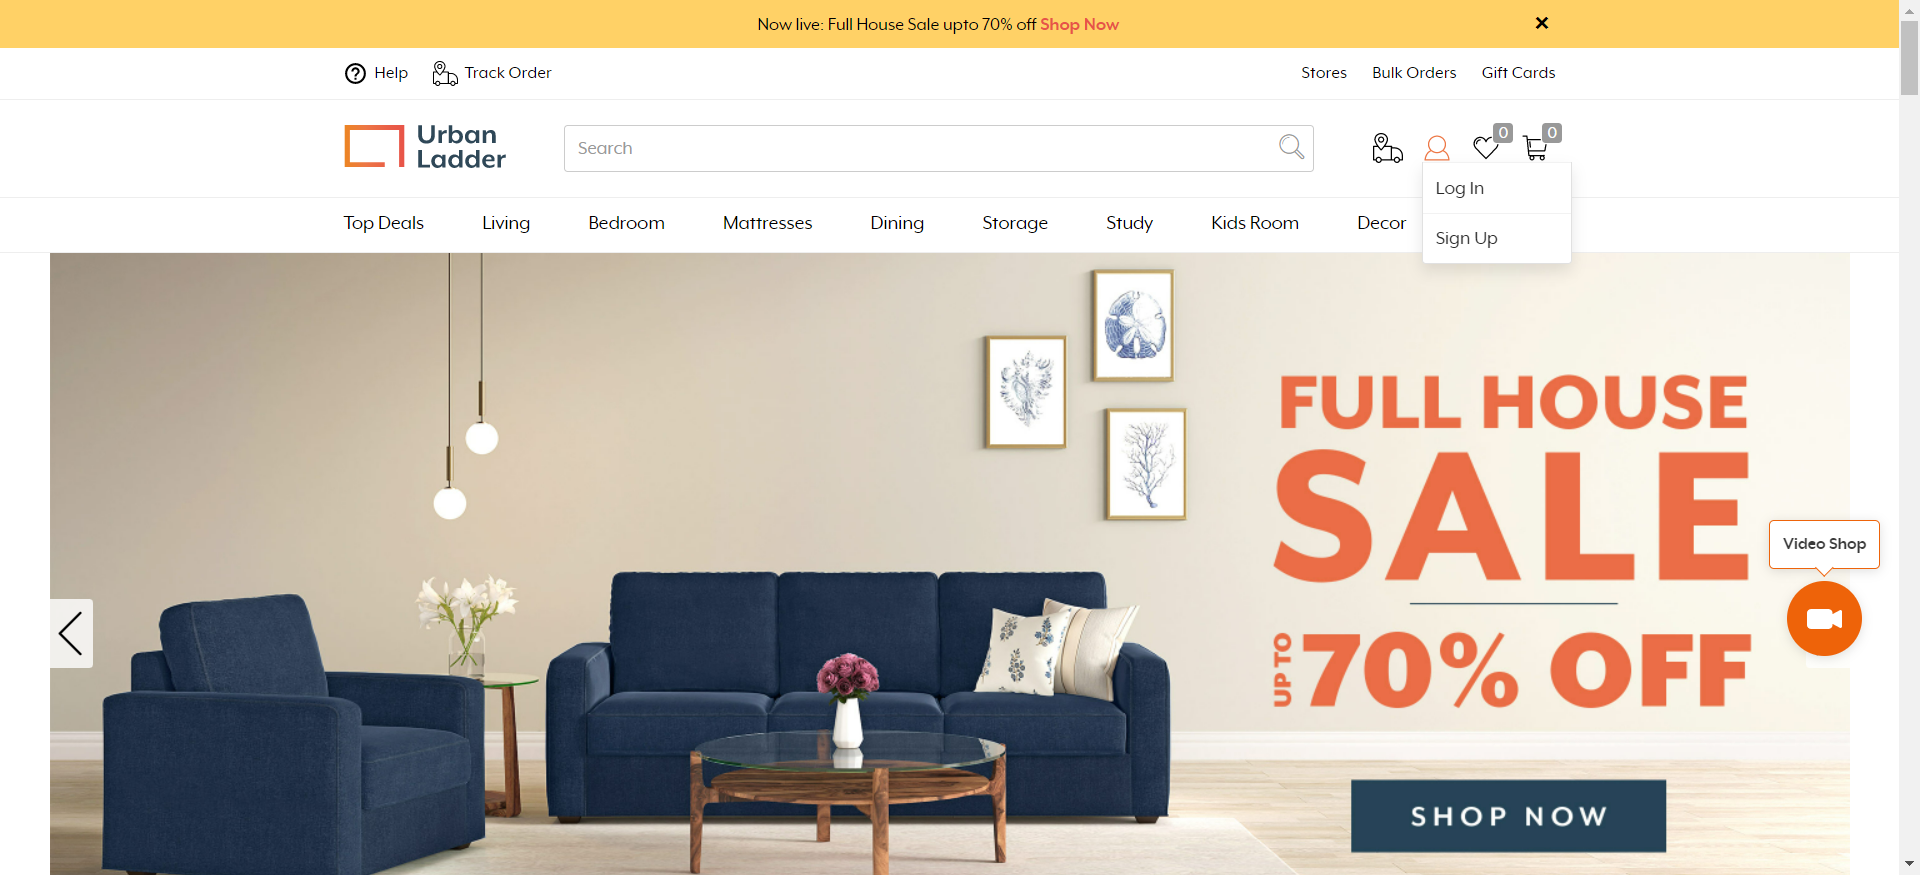 Now live: Full House Sale upto 70% off Shop Now
Help
Track Order
Stores
Bulk Orders
Gift Cards
Urban
Ladder
Search
0
0
Log In
Sign Up
Top Deals
Living
Bedroom
Mattresses
Dining
Storage
Study
Kids Room
Decor
FULL HOUSE
SALE
UP TO 70% OFF
SHOP NOW
Video Shop